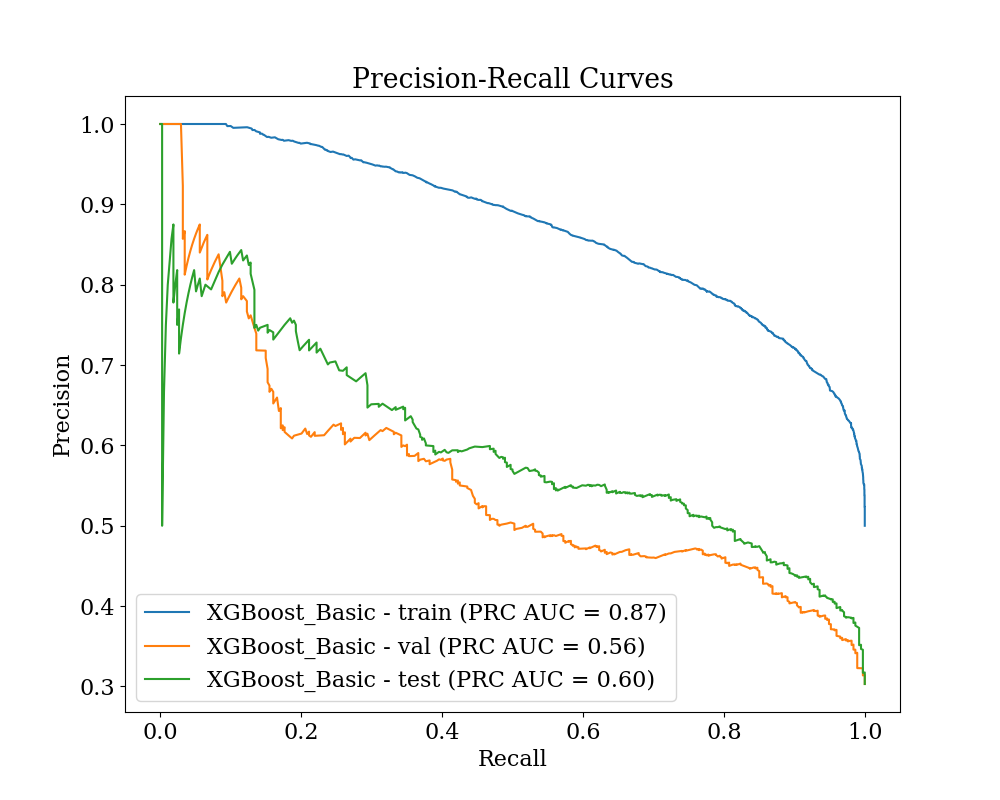 Precision-Recall Curves
1.0
0.9
0.8
0.7
0.6
0.5
0.4
0.3
Precision
XGBoost_Basic - train (PRC AUC = 0.87)
XGBoost_Basic - val (PRC AUC = 0.56)
XGBoost_Basic - test (PRC AUC = 0.60)
0.0 0.2 0.4 0.6 0.8 1.0
Recall